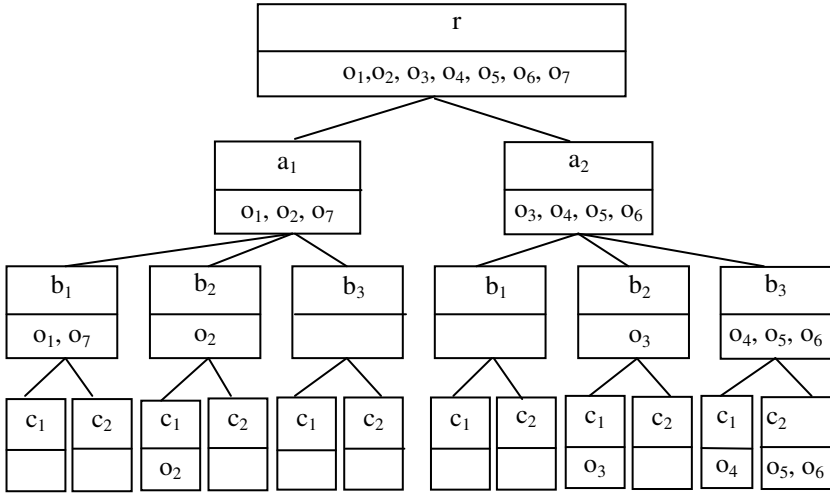 r
o₁,o₂, o₃, o₄, o₅, o₆, o₇
a₁ a₂
o₁, o₂, o₇ o₃, o₄, o₅, o₆
b₁ b₂ b₃ b₁ b₂ b₃
o₁, o₇ o₂ o₃ o₄, o₅, o₆
c₁ c₂ c₁ c₂ c₁ c₂ c₁ c₂ c₁ c₂ c₁ c₂
o₂ o₃ o₄ o₅, o₆